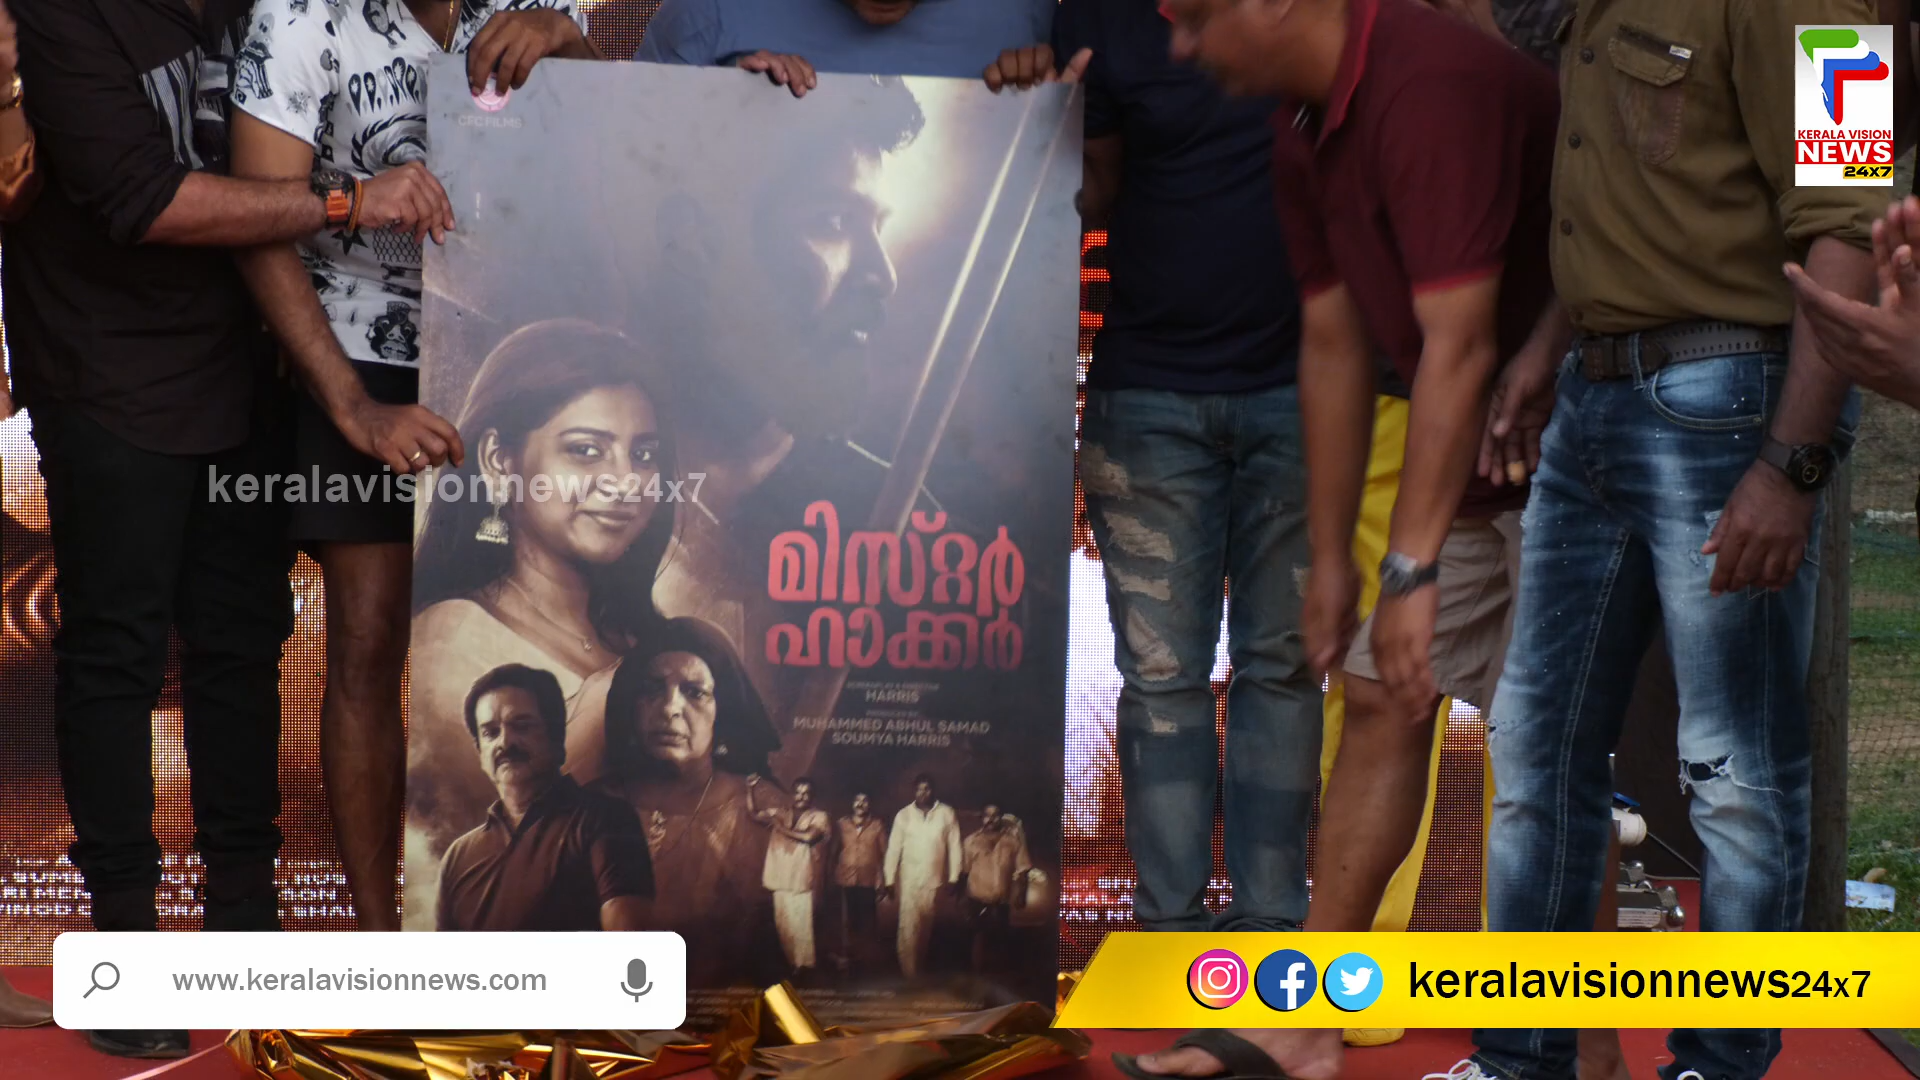 KERALA VISION
NEWS
24x7
CFC FILMS
keralavisionnews24x7
മിസ്റ്റർ
ഹാക്കർ
HARRIS
MUHAMMED ABHUL SAMAD
SOUMYA HARRIS
www.keralavisionnews.com
keralavisionnews24x7